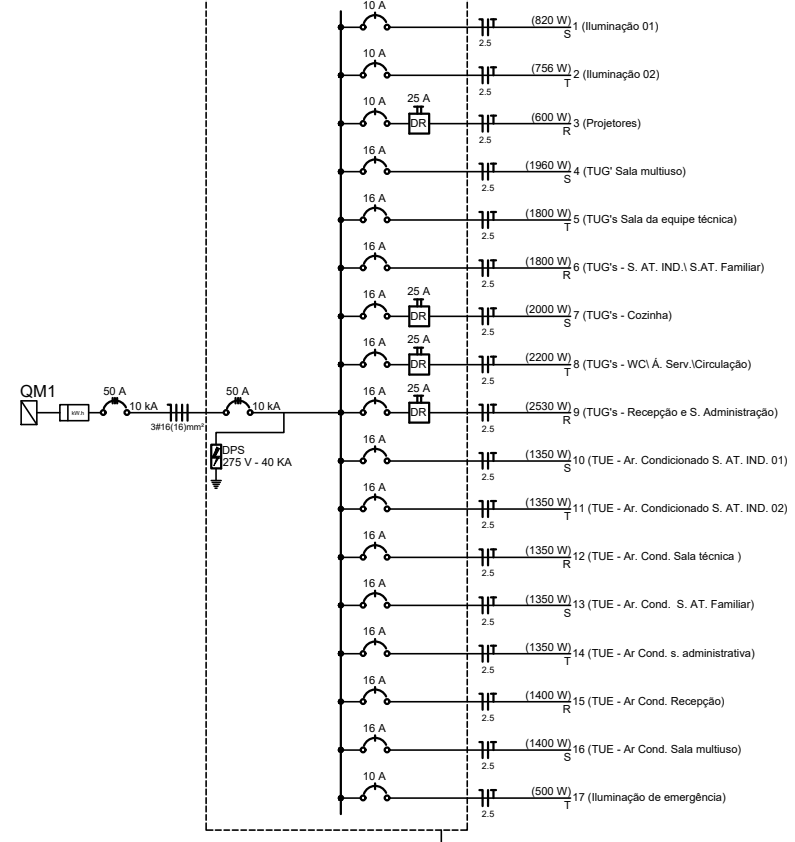 10 A
(820 W)
S
1 (Iluminação 01)
2.5
10 A
(756 W)
T
2 (Iluminação 02)
2.5
10 A
25 A
DR
(600 W)
R
3 (Projetores)
2.5
16 A
(1960 W)
S
4 (TUG' Sala multiuso)
2.5
16 A
(1800 W)
T
5 (TUG's Sala da equipe técnica)
2.5
16 A
(1800 W)
R
6 (TUG's - S. AT. IND.\ S.AT. Familiar)
2.5
16 A
25 A
DR
(2000 W)
S
7 (TUG's - Cozinha)
2.5
16 A
25 A
DR
(2200 W)
T
8 (TUG's - WC\ Á. Serv.\Circulação)
2.5
QM1
kW.h
50 A
10 kA
3#16(16)mm²
50 A
10 kA
DPS
275 V - 40 KA
16 A
25 A
DR
(2530 W)
R
9 (TUG's - Recepção e S. Administração)
2.5
16 A
(1350 W)
S
10 (TUE - Ar. Condicionado S. AT. IND. 01)
2.5
16 A
(1350 W)
T
11 (TUE - Ar. Condicionado S. AT. IND. 02)
2.5
16 A
(1350 W)
R
12 (TUE - Ar. Cond. Sala técnica )
2.5
16 A
(1350 W)
S
13 (TUE - Ar. Cond. S. AT. Familiar)
2.5
16 A
(1350 W)
T
14 (TUE - Ar Cond. s. administrativa)
2.5
16 A
(1400 W)
R
15 (TUE - Ar Cond. Recepção)
2.5
16 A
(1400 W)
S
16 (TUE - Ar Cond. Sala multiuso)
2.5
10 A
(500 W)
T
17 (Iluminação de emergência)
2.5